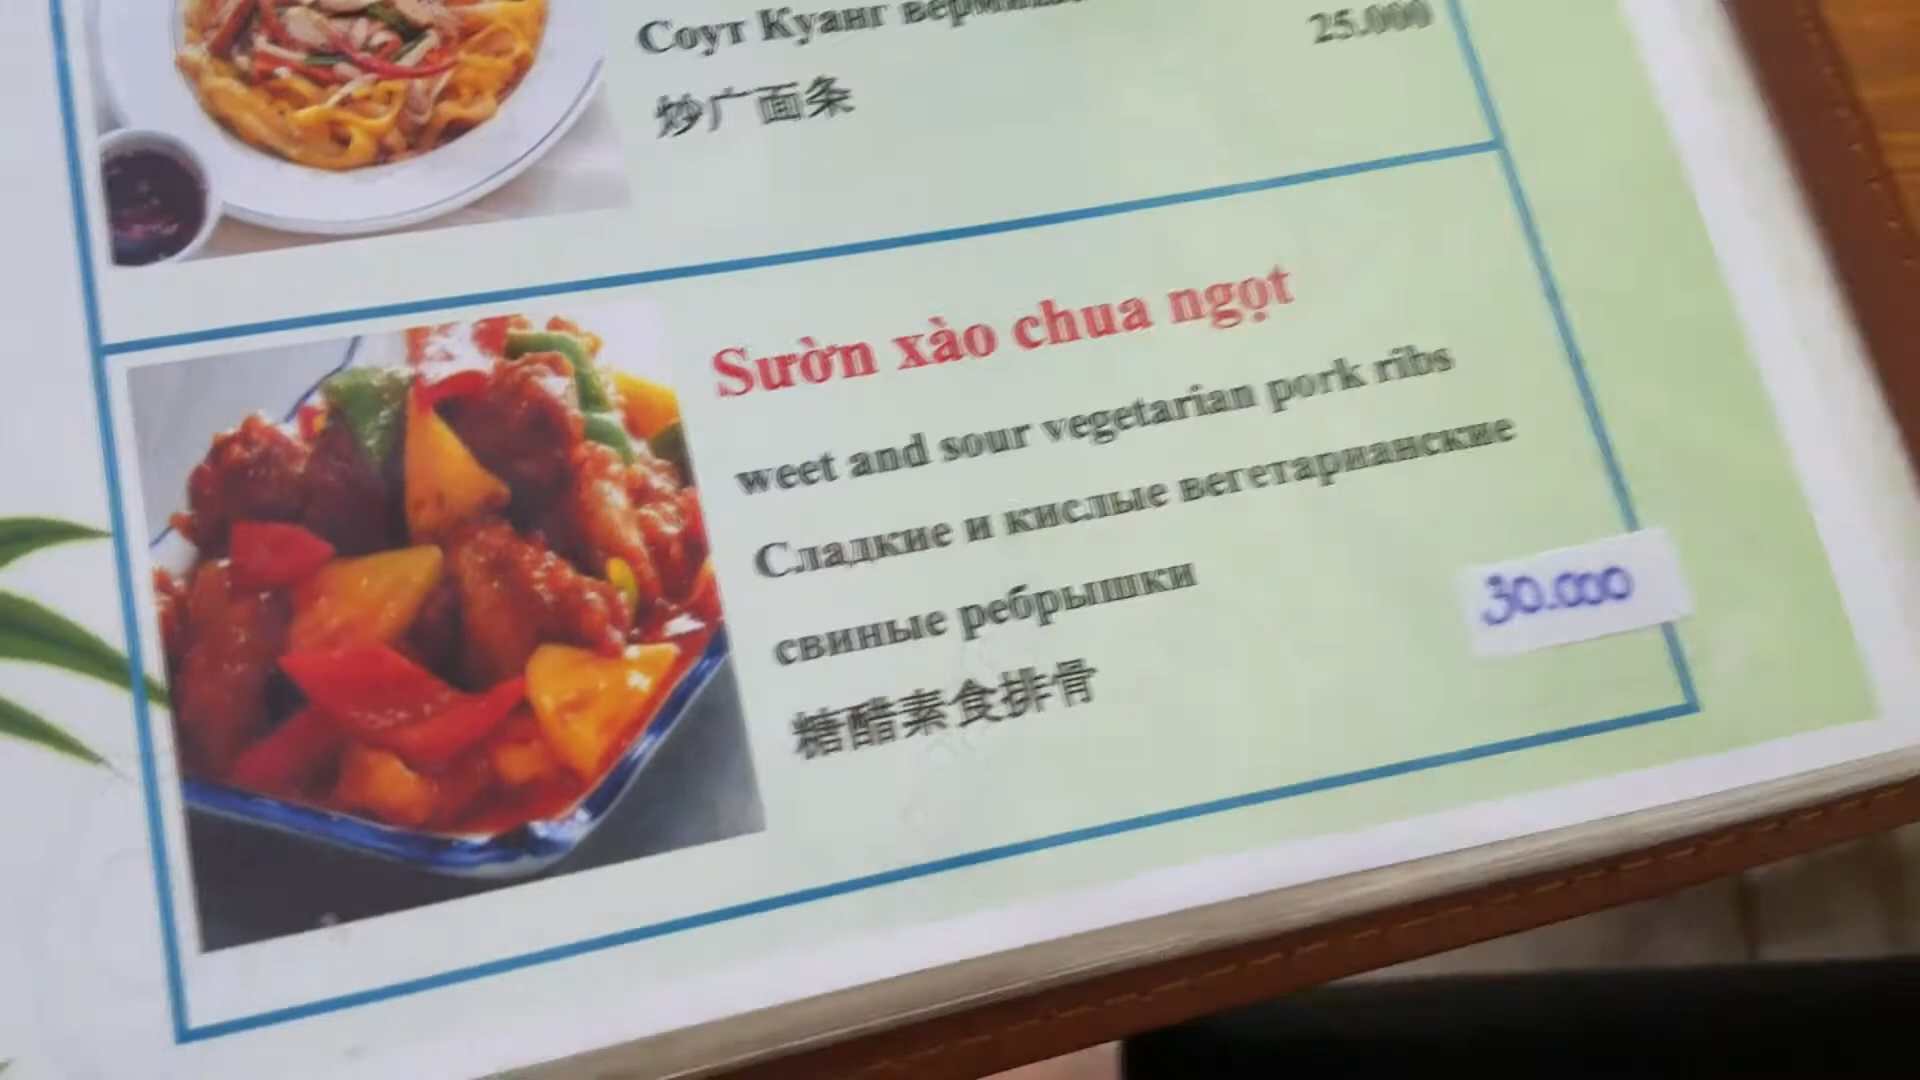 Соут Куанг
25.000
炒广面条
Sườn xào chua ngọt
weet and sour vegetarian pork ribs
Сладкие и кислые вегетарианские
свиные ребрышки
30.000
糖醋素食排骨